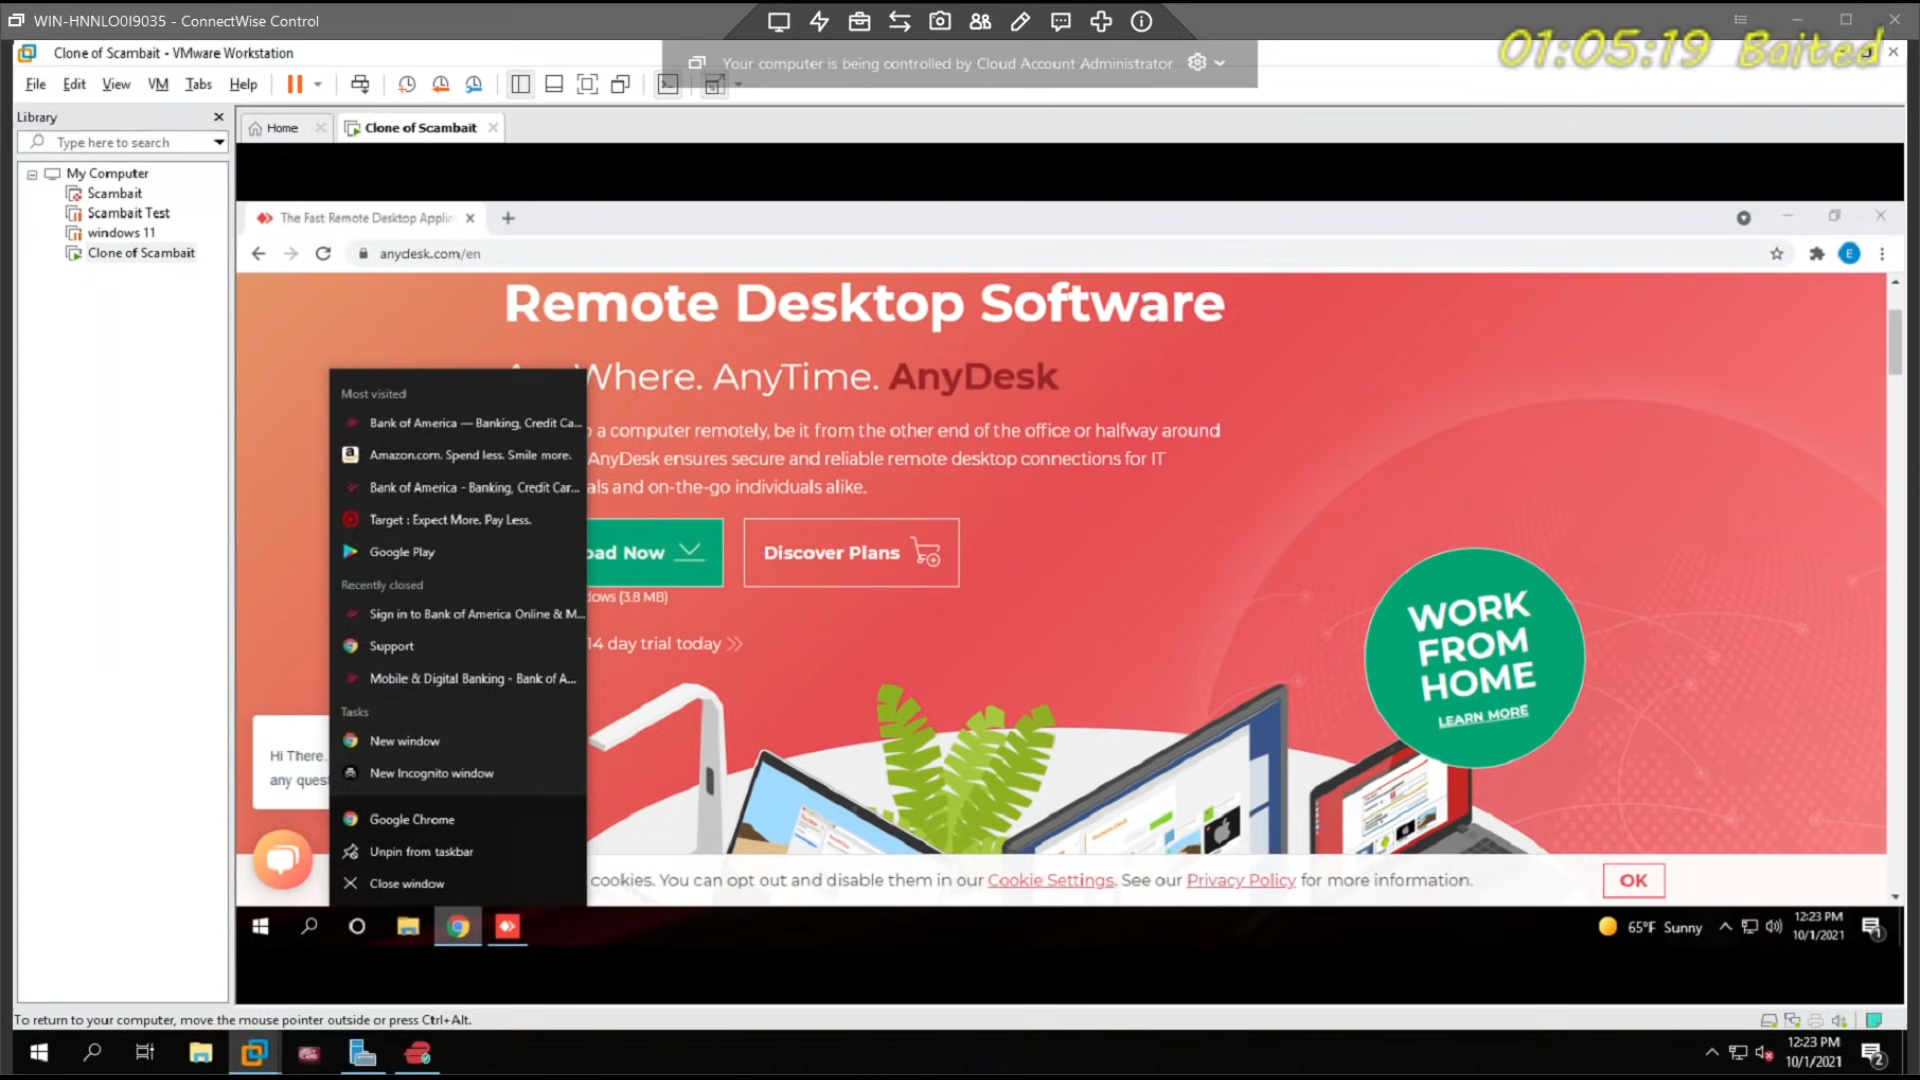 WIN-HNNLO0I9035 - ConnectWise Control
01:05:19 Baited
Clone of Scambait - VMware Workstation
Your computer is being controlled by Cloud Account Administrator
File Edit View VM Tabs Help
Library
Home
Clone of Scambait
Type here to search
My Computer
Scambait
Scambait Test
windows 11
Clone of Scambait
The Fast Remote Desktop Applic
anydesk.com/en
E
Remote Desktop Software
Where. AnyTime. AnyDesk
a computer remotely, be it from the other end of the office or halfway around
AnyDesk ensures secure and reliable remote desktop connections for IT
als and on-the-go individuals alike.
oad Now
Discover Plans
dows (3.8 MB)
14 day trial today
WORK
FROM
HOME
LEARN MORE
Most visited
Bank of America — Banking, Credit Ca...
Amazon.com. Spend less. Smile more.
Bank of America - Banking, Credit Car...
Target : Expect More. Pay Less.
Google Play
Recently closed
Sign in to Bank of America Online & M...
Support
Mobile & Digital Banking - Bank of A...
Tasks
New window
New Incognito window
Google Chrome
Unpin from taskbar
Close window
Hi There.
any quest
cookies. You can opt out and disable them in our Cookie Settings. See our Privacy Policy for more information.
OK
65°F Sunny
12:23 PM
10/1/2021
1
To return to your computer, move the mouse pointer outside or press Ctrl+Alt.
12:23 PM
10/1/2021
2